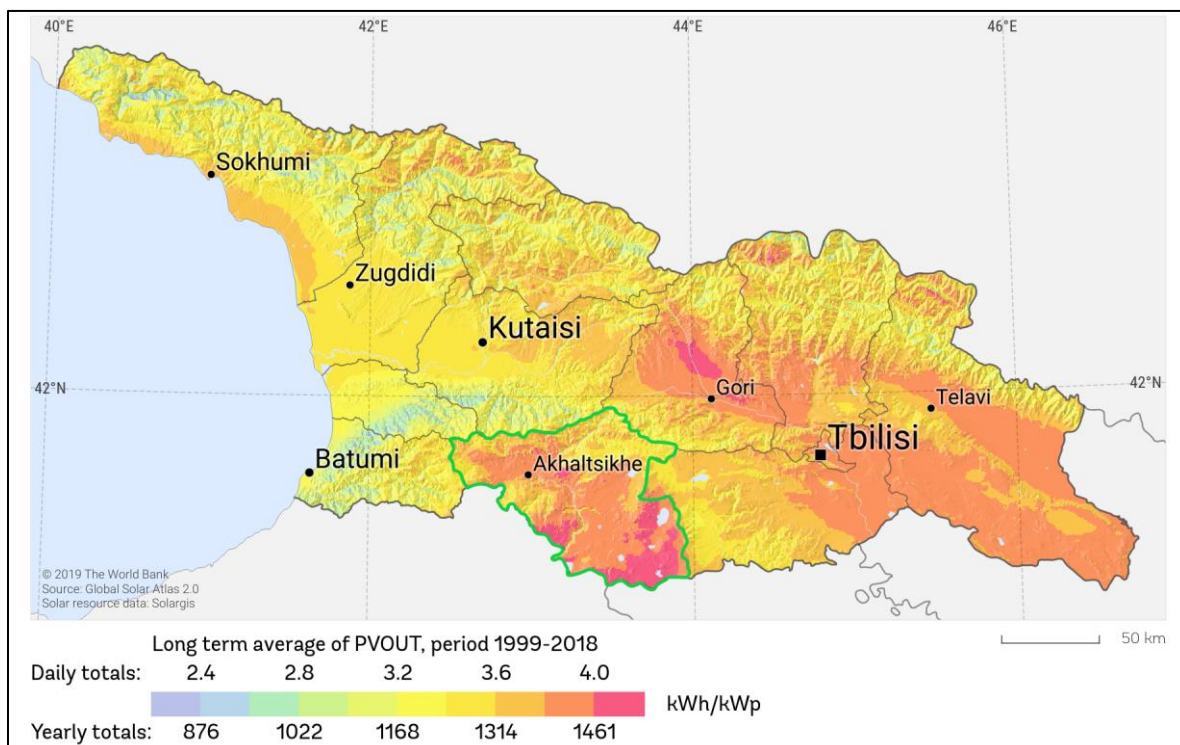 40°E 42°E 44°E 46°E
Sokhumi
Zugdidi
Kutaisi
42°N 42°N
Gori
Telavi
Tbilisi
Batumi
Akhaltsikhe
© 2019 The World Bank
Source: Global Solar Atlas 2.0
Solar resource data: Solargis
50 km
Long term average of PVOUT, period 1999-2018
Daily totals: 2.4 2.8 3.2 3.6 4.0
kWh/kWp
Yearly totals: 876 1022 1168 1314 1461